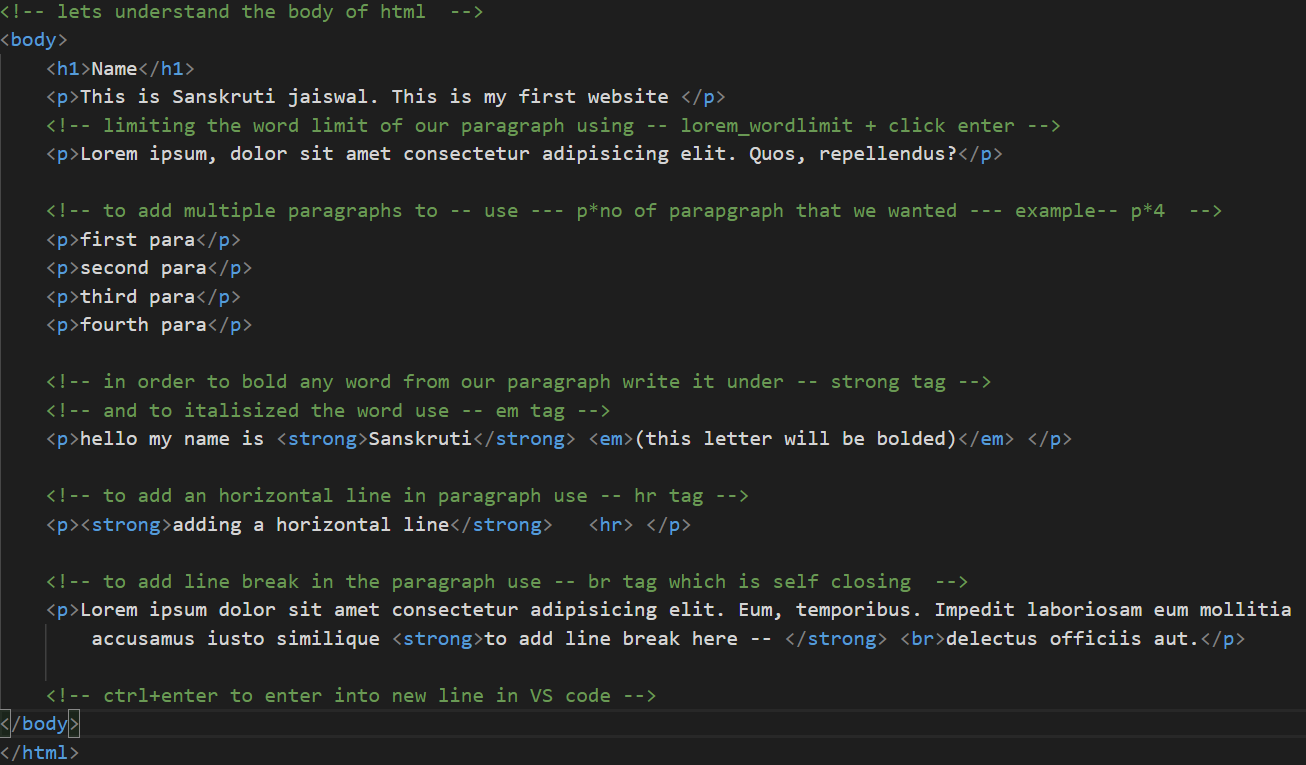 <!-- lets understand the body of html  -->
<body>
    <h1>Name</h1>
    <p>This is Sanskruti jaiswal. This is my first website </p>
    <!-- limiting the word limit of our paragraph using -- lorem_wordlimit + click enter -->
    <p>Lorem ipsum, dolor sit amet consectetur adipisicing elit. Quos, repellendus?</p>

    <!-- to add multiple paragraphs to -- use --- p*no of parapgraph that we wanted --- example-- p*4  -->
    <p>first para</p>
    <p>second para</p>
    <p>third para</p>
    <p>fourth para</p>

    <!-- in order to bold any word from our paragraph write it under -- strong tag -->
    <!-- and to italisized the word use -- em tag -->
    <p>hello my name is <strong>Sanskruti</strong> <em>(this letter will be bolded)</em> </p>

    <!-- to add an horizontal line in paragraph use -- hr tag -->
    <p><strong>adding a horizontal line</strong>   <hr> </p>

    <!-- to add line break in the paragraph use -- br tag which is self closing  -->
    <p>Lorem ipsum dolor sit amet consectetur adipisicing elit. Eum, temporibus. Impedit laboriosam eum mollitia
        accusamus iusto similique <strong>to add line break here -- </strong> <br>delectus officiis aut.</p>

    <!-- ctrl+enter to enter into new line in VS code -->
</body>
</html>